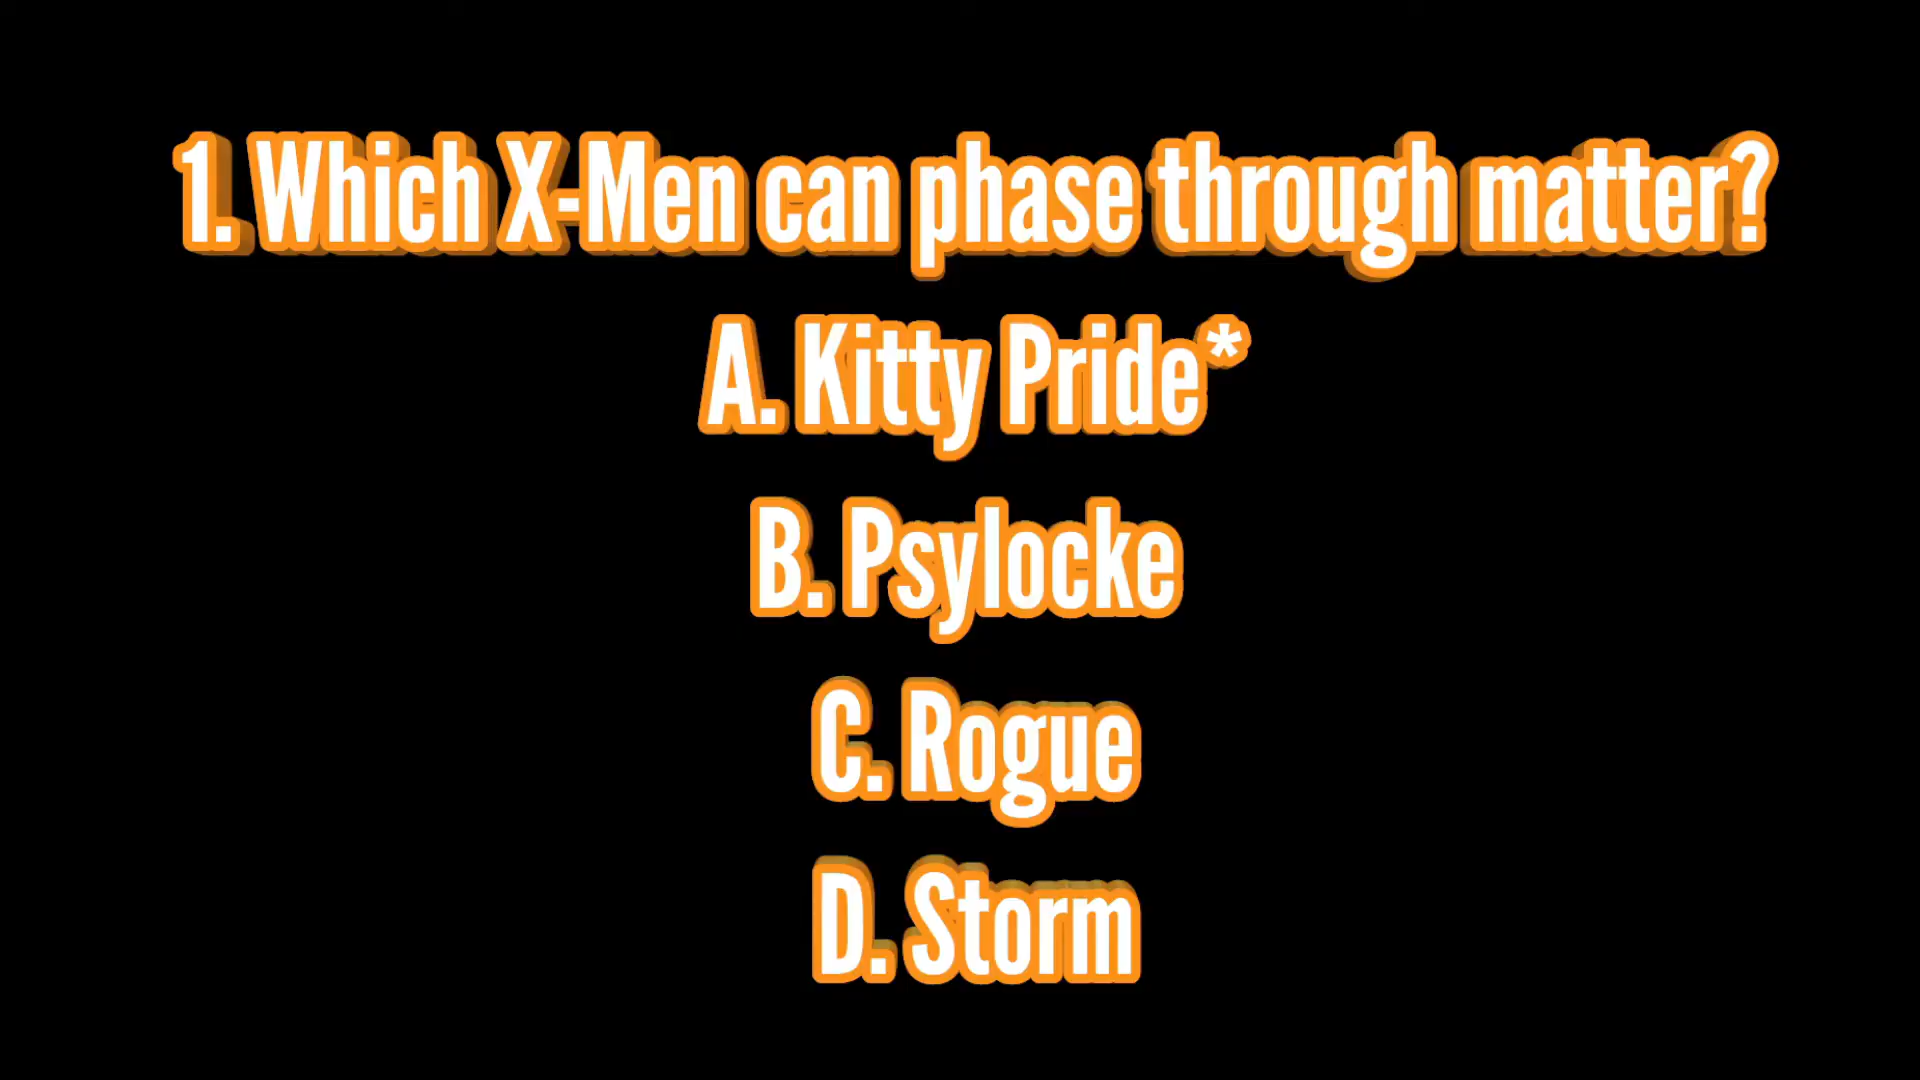 1. Which X-Men can phase through matter?
A. Kitty Pride*
B. Psylocke
C. Rogue
D. Storm